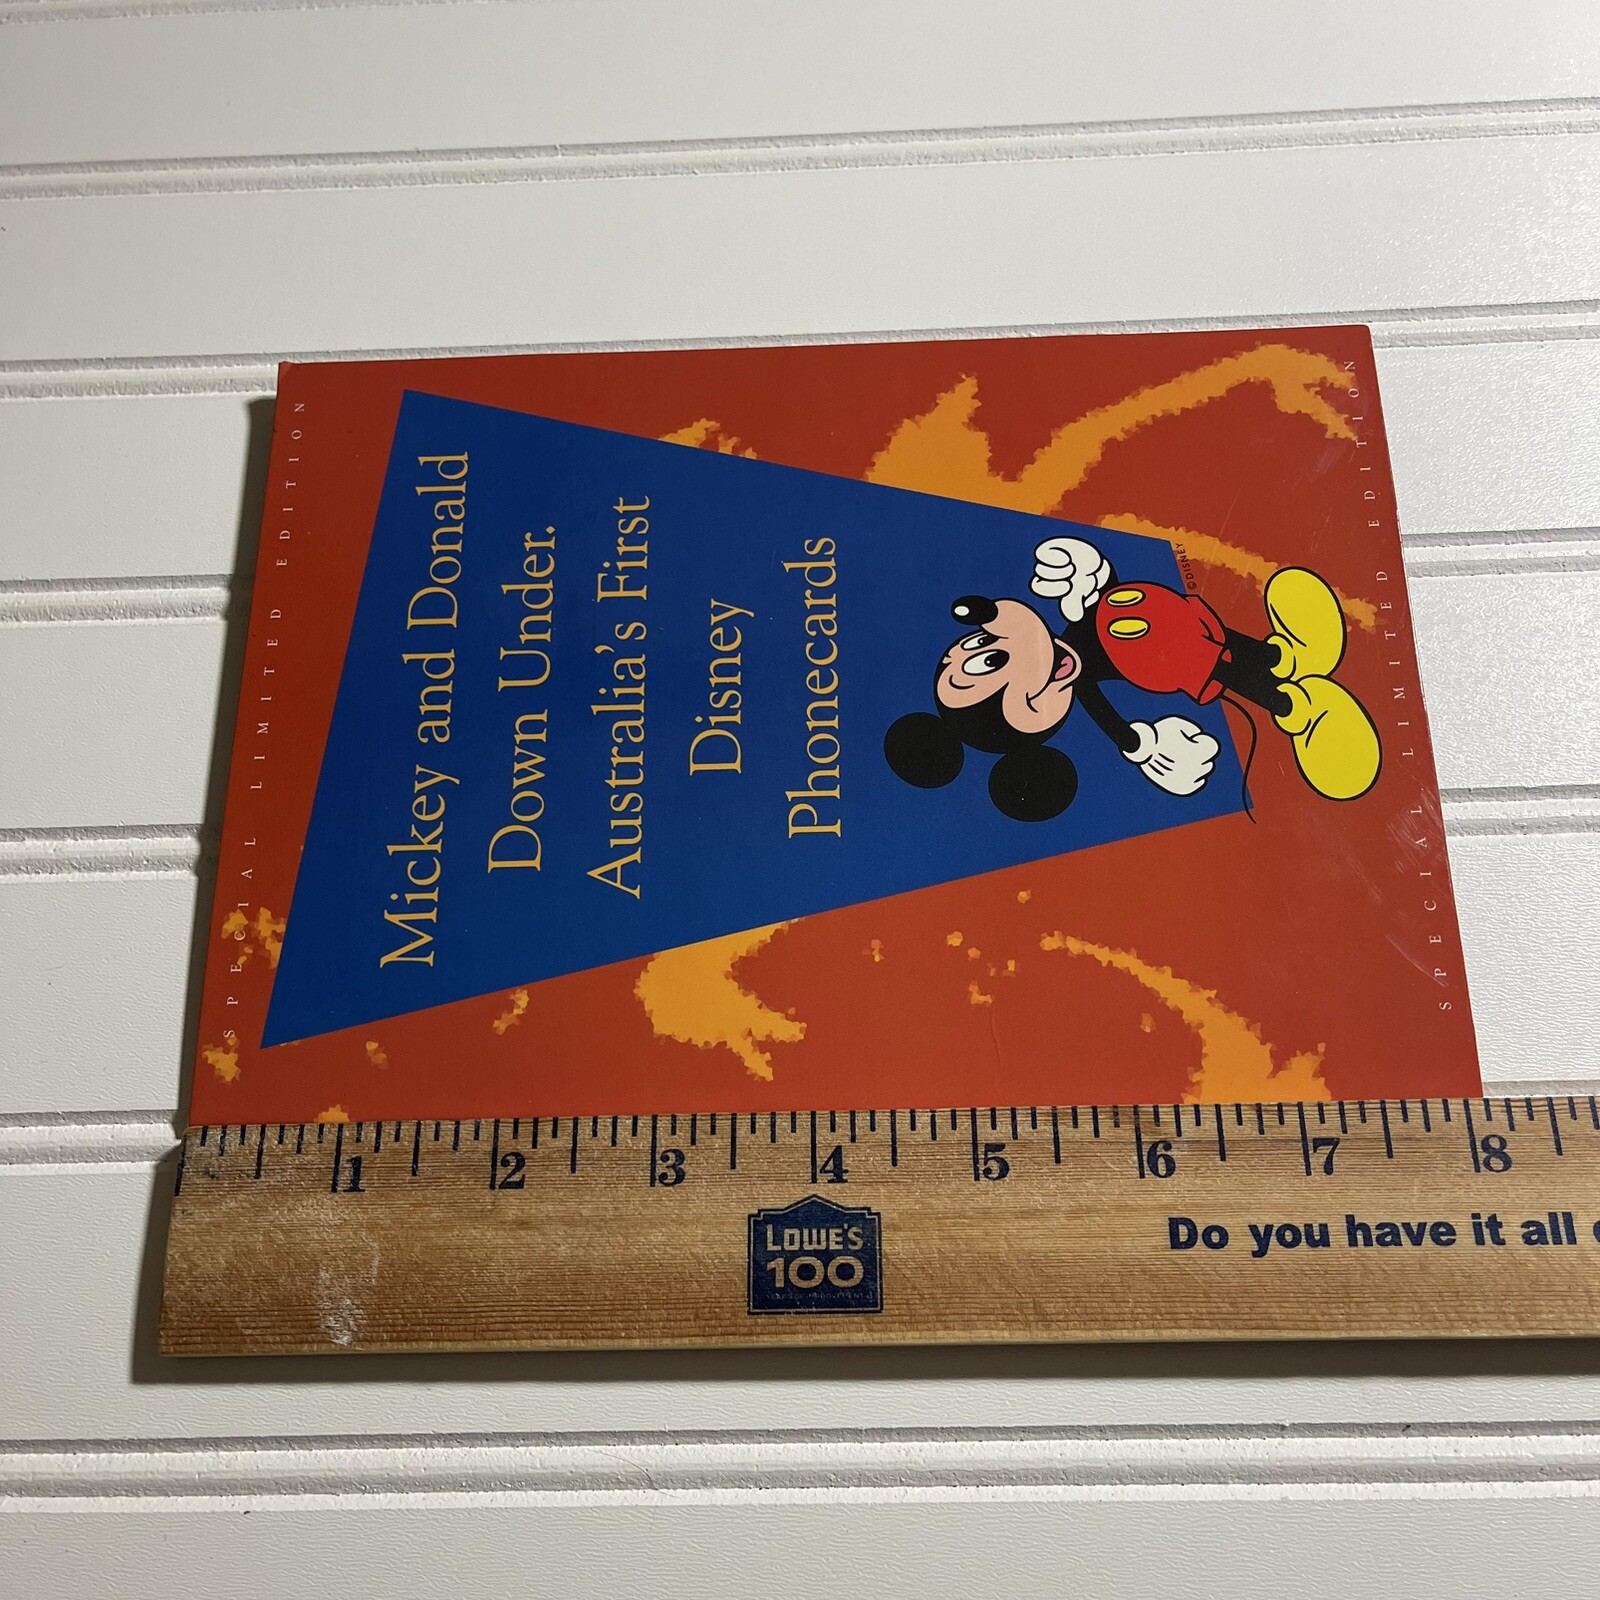 SPECIAL LIMITED EDITION
Mickey and Donald
Down Under.
Australia's First
Disney
Phonecards
© DISNEY
SPECIAL LIMITED EDITION
1 2 3 4 5 6 7 8
LOWE'S
100
Do you have it all